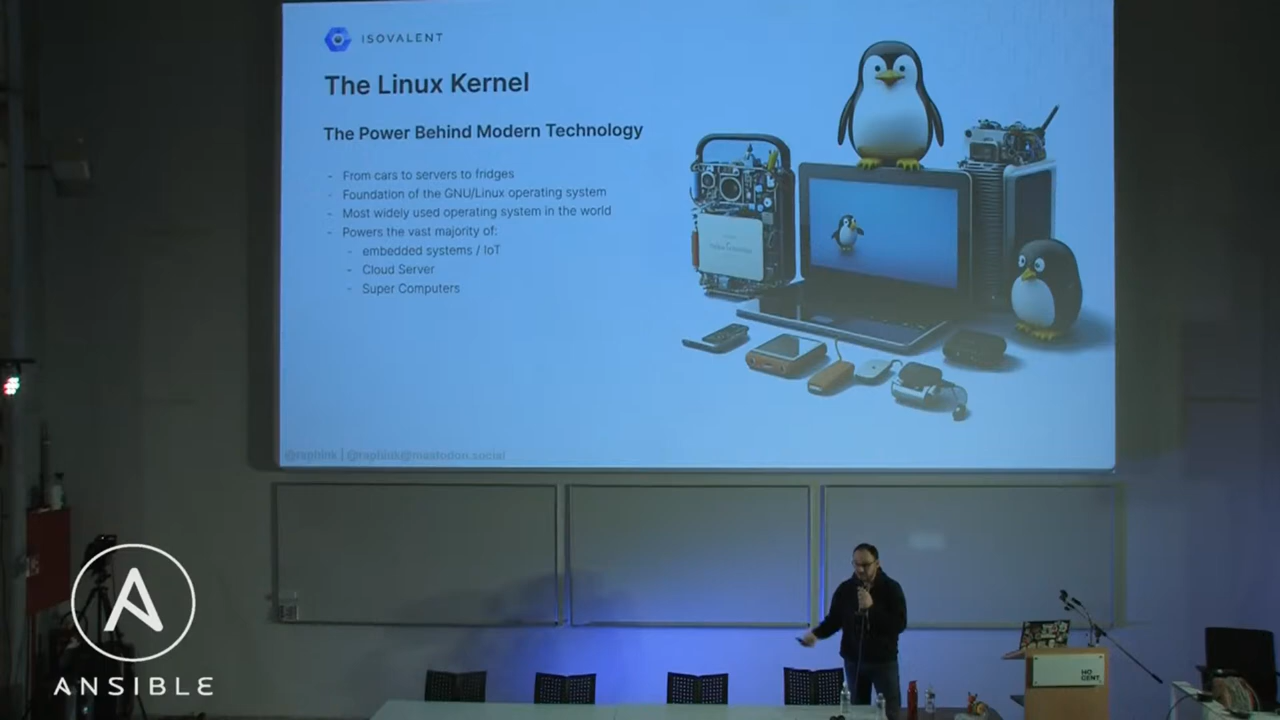 ISOVALENT
The Linux Kernel
The Power Behind Modern Technology
- From cars to servers to fridges
- Foundation of the GNU/Linux operating system
- Most widely used operating system in the world
- Powers the vast majority of:
- embedded systems / IoT
- Cloud Server
- Super Computers
@raphink | @raphink@mastodon.social
HO
GENT
ANSIBLE